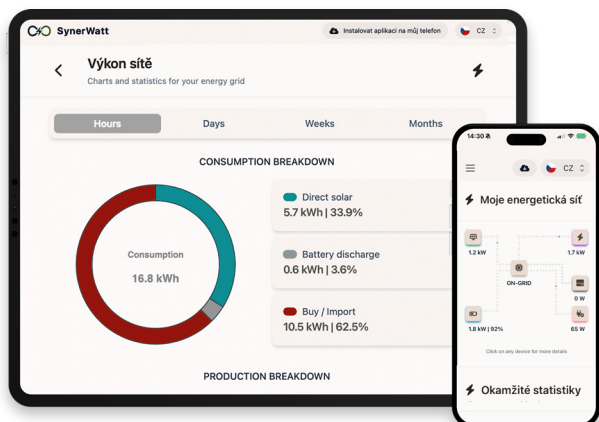 SynerWatt
Instalovat aplikaci na můj telefon
CZ
Výkon sítě
Charts and statistics for your energy grid
Hours Days Weeks Months
CONSUMPTION BREAKDOWN
Consumption
16.8 kWh
Direct solar
5.7 kWh | 33.9%
Battery discharge
0.6 kWh | 3.6%
Buy / Import
10.5 kWh | 62.5%
PRODUCTION BREAKDOWN
14:30
CZ
Moje energetická síť
1.2 kW
1.7 kW
ON-GRID
0 W
1.8 kW | 92%
65 W
Click on any device for more details
Okamžité statistiky